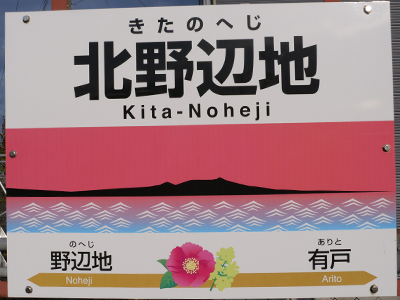 きたのへじ
北野辺地
Kita-Noheji
のへじ
野辺地
Noheji
ありと
有戸
Arito